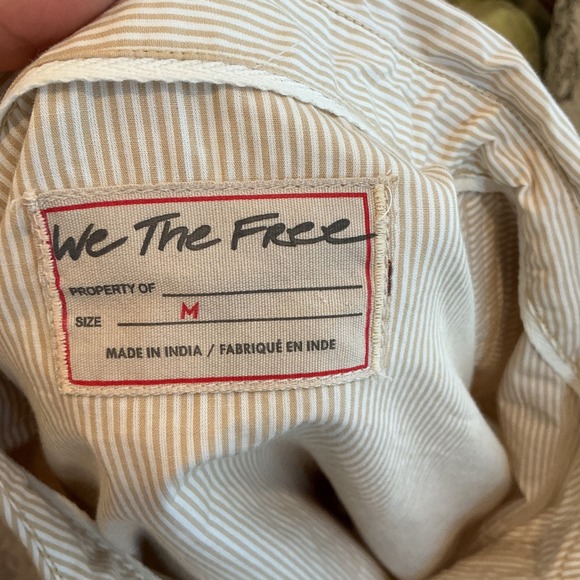 We The Free
PROPERTY OF
SIZE M
MADE IN INDIA / FABRIQUÉ EN INDE